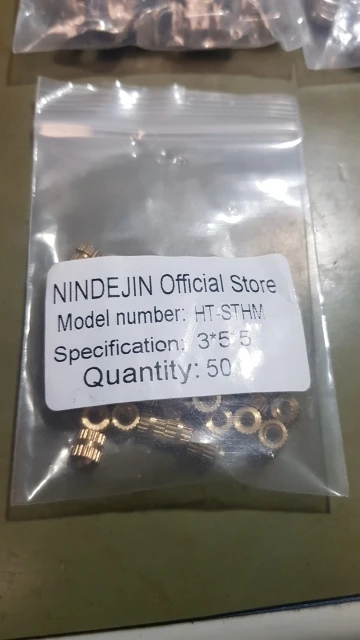 NINDEJIN Official Store
Model number: HT-STHM
Specification: 3*5*5
Quantity: 50